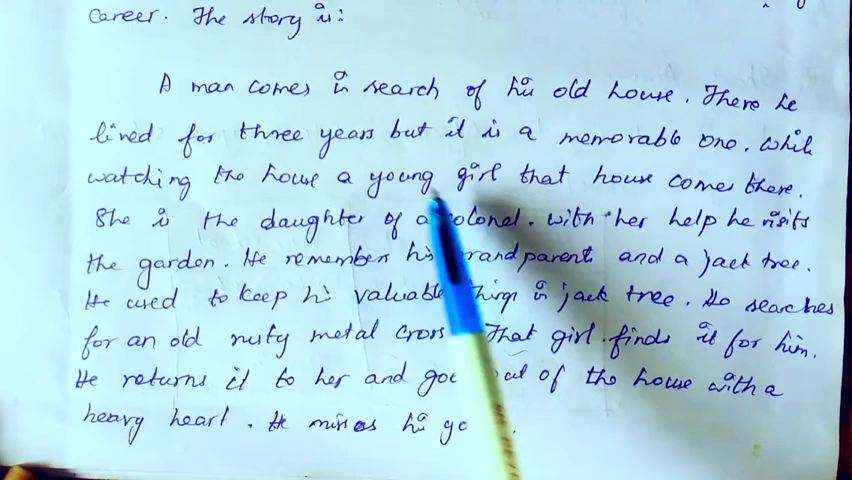 Career. The story is:
A man comes in search of his old house. There he
lived for three years but it is a memorable one. While
watching the house a young girl that house comes there.
She is the daughter of a colonel. With her help he visits
the garden. He remembers his grandparents and a jack tree.
He used to keep his valuable things in jack tree. He searches
for an old rusty metal cross. That girl finds it for him.
He returns it to her and goes out of the house with a
heavy heart. He misses his